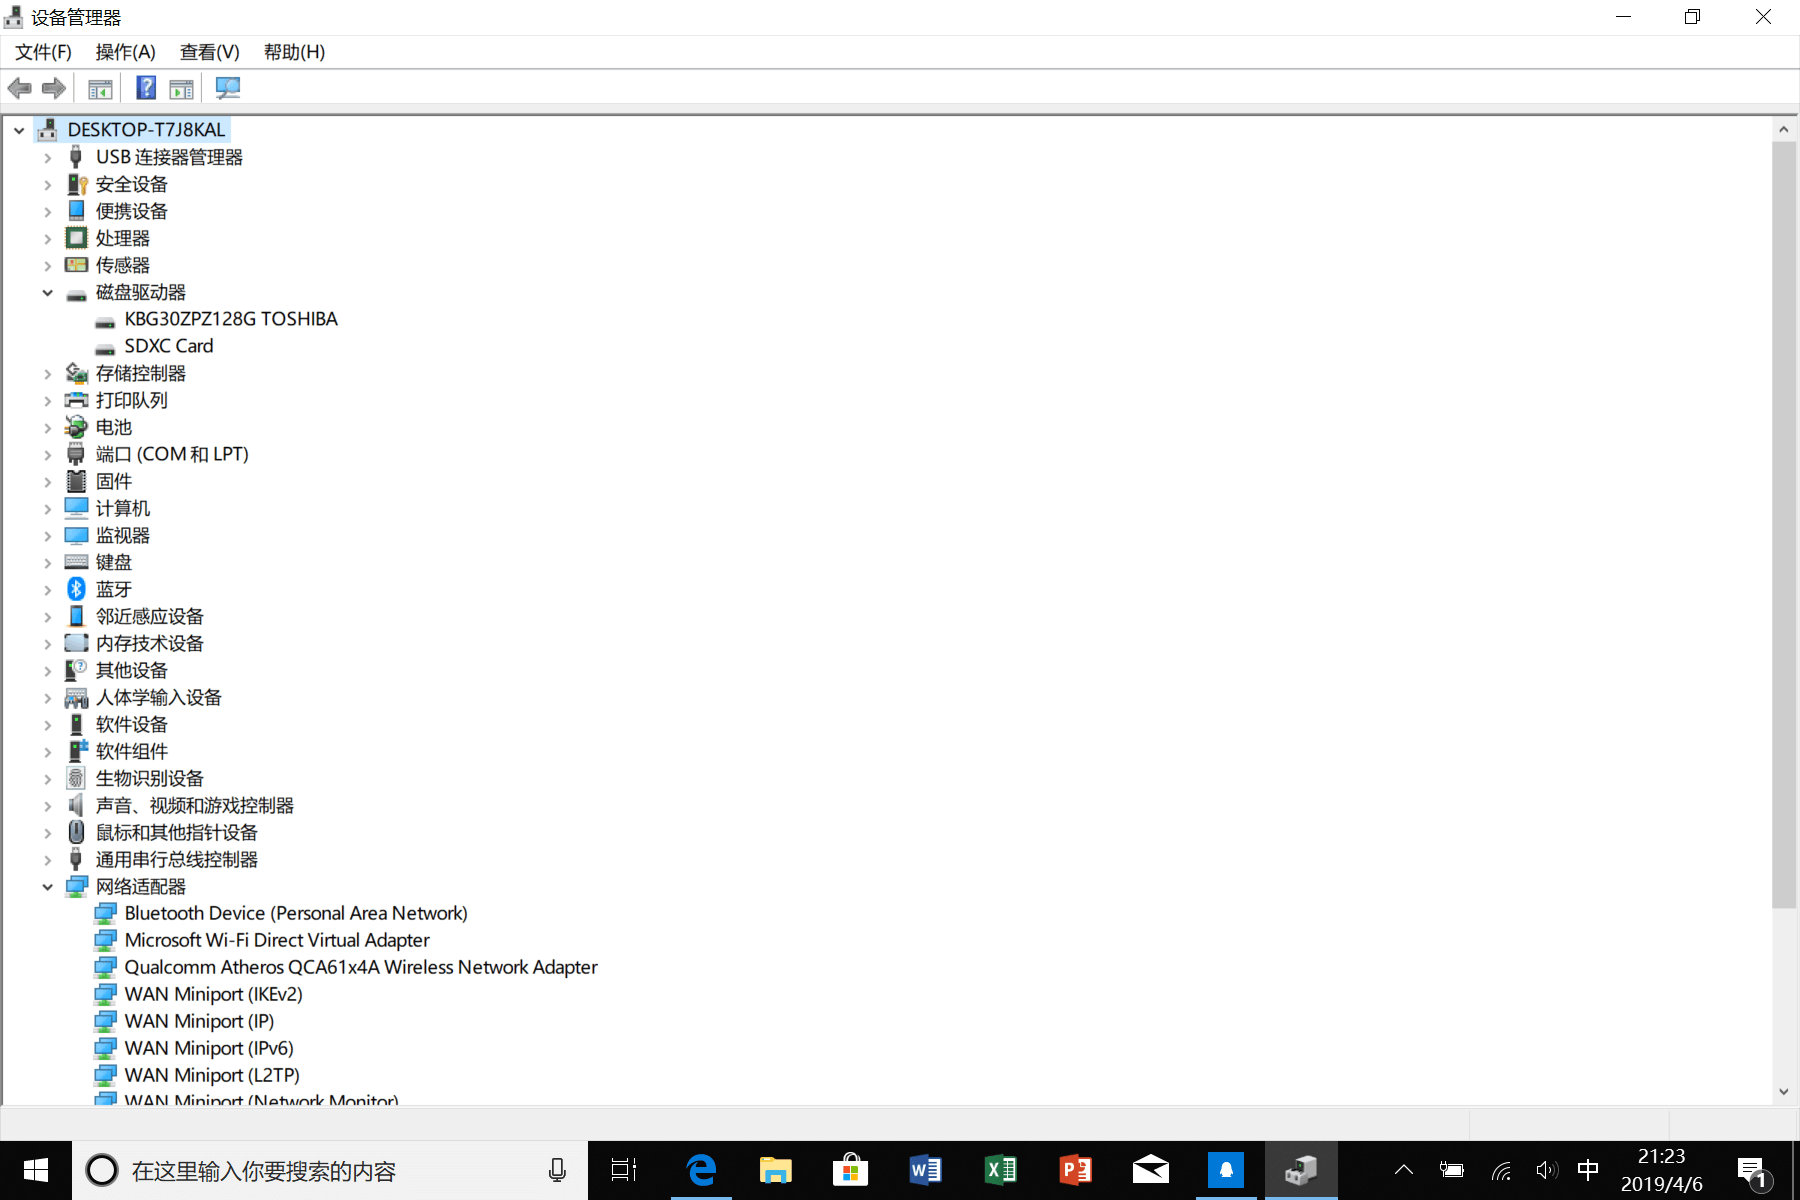 设备管理器
文件(F) 操作(A) 查看(V) 帮助(H)
DESKTOP-T7J8KAL
USB 连接器管理器
安全设备
便携设备
处理器
传感器
磁盘驱动器
KBG30ZPZ128G TOSHIBA
SDXC Card
存储控制器
打印队列
电池
端口 (COM 和 LPT)
固件
计算机
监视器
键盘
蓝牙
邻近感应设备
内存技术设备
其他设备
人体学输入设备
软件设备
软件组件
生物识别设备
声音、视频和游戏控制器
鼠标和其他指针设备
通用串行总线控制器
网络适配器
Bluetooth Device (Personal Area Network)
Microsoft Wi-Fi Direct Virtual Adapter
Qualcomm Atheros QCA61x4A Wireless Network Adapter
WAN Miniport (IKEv2)
WAN Miniport (IP)
WAN Miniport (IPv6)
WAN Miniport (L2TP)
WAN Miniport (Network Monitor)
在这里输入你要搜索的内容
中
21:23
2019/4/6
1